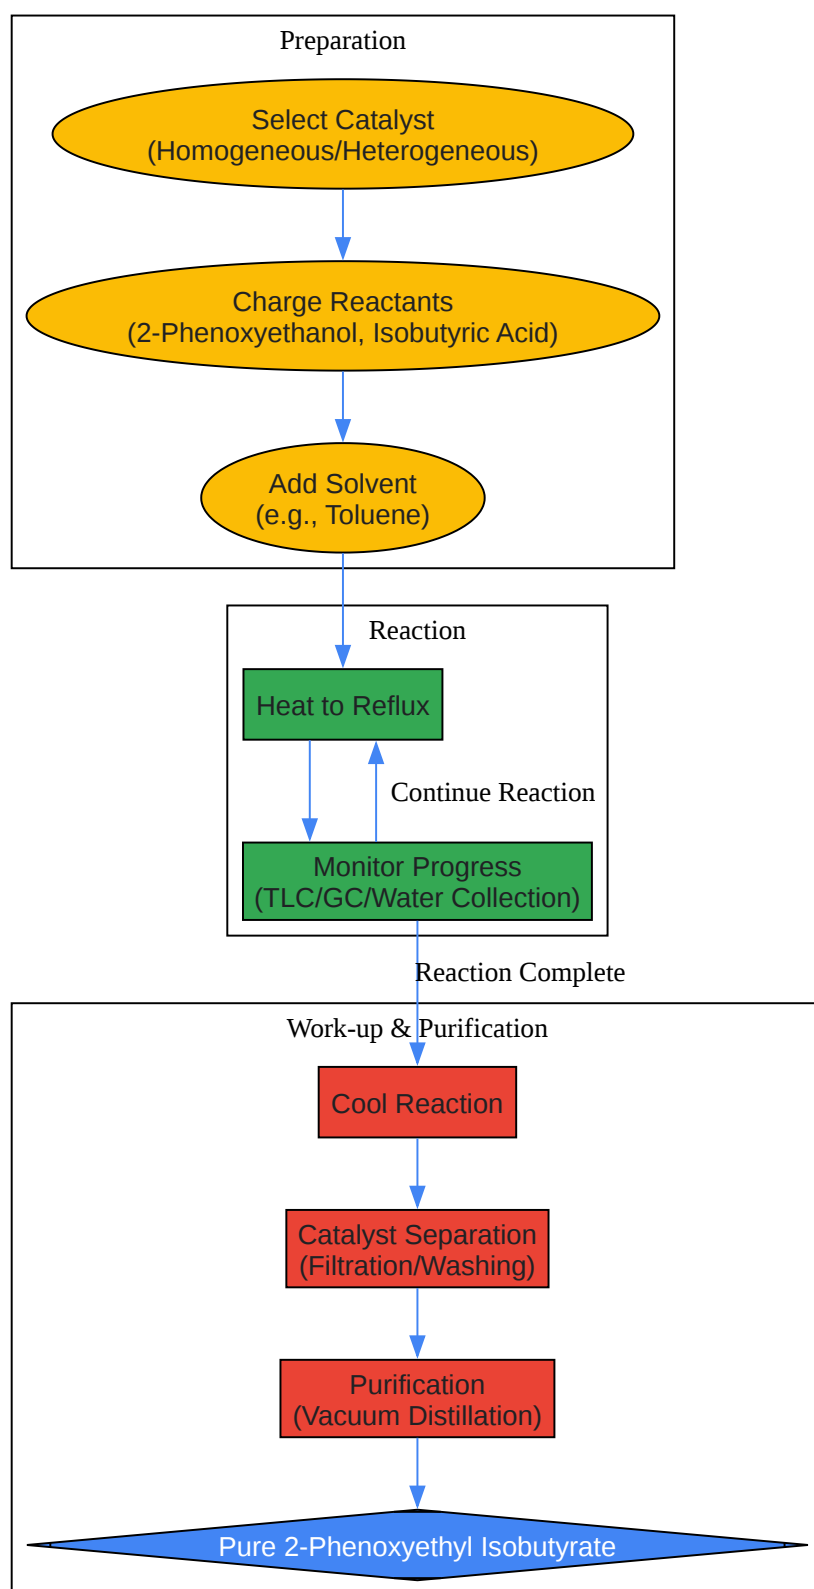 Preparation
Select Catalyst
(Homogeneous/Heterogeneous)
Charge Reactants
(2-Phenoxyethanol, Isobutyric Acid)
Add Solvent
(e.g., Toluene)
Reaction
Heat to Reflux
Continue Reaction
Monitor Progress
(TLC/GC/Water Collection)
Reaction Complete
Work-up & Purification
Cool Reaction
Catalyst Separation
(Filtration/Washing)
Purification
(Vacuum Distillation)
Pure 2-Phenoxyethyl Isobutyrate